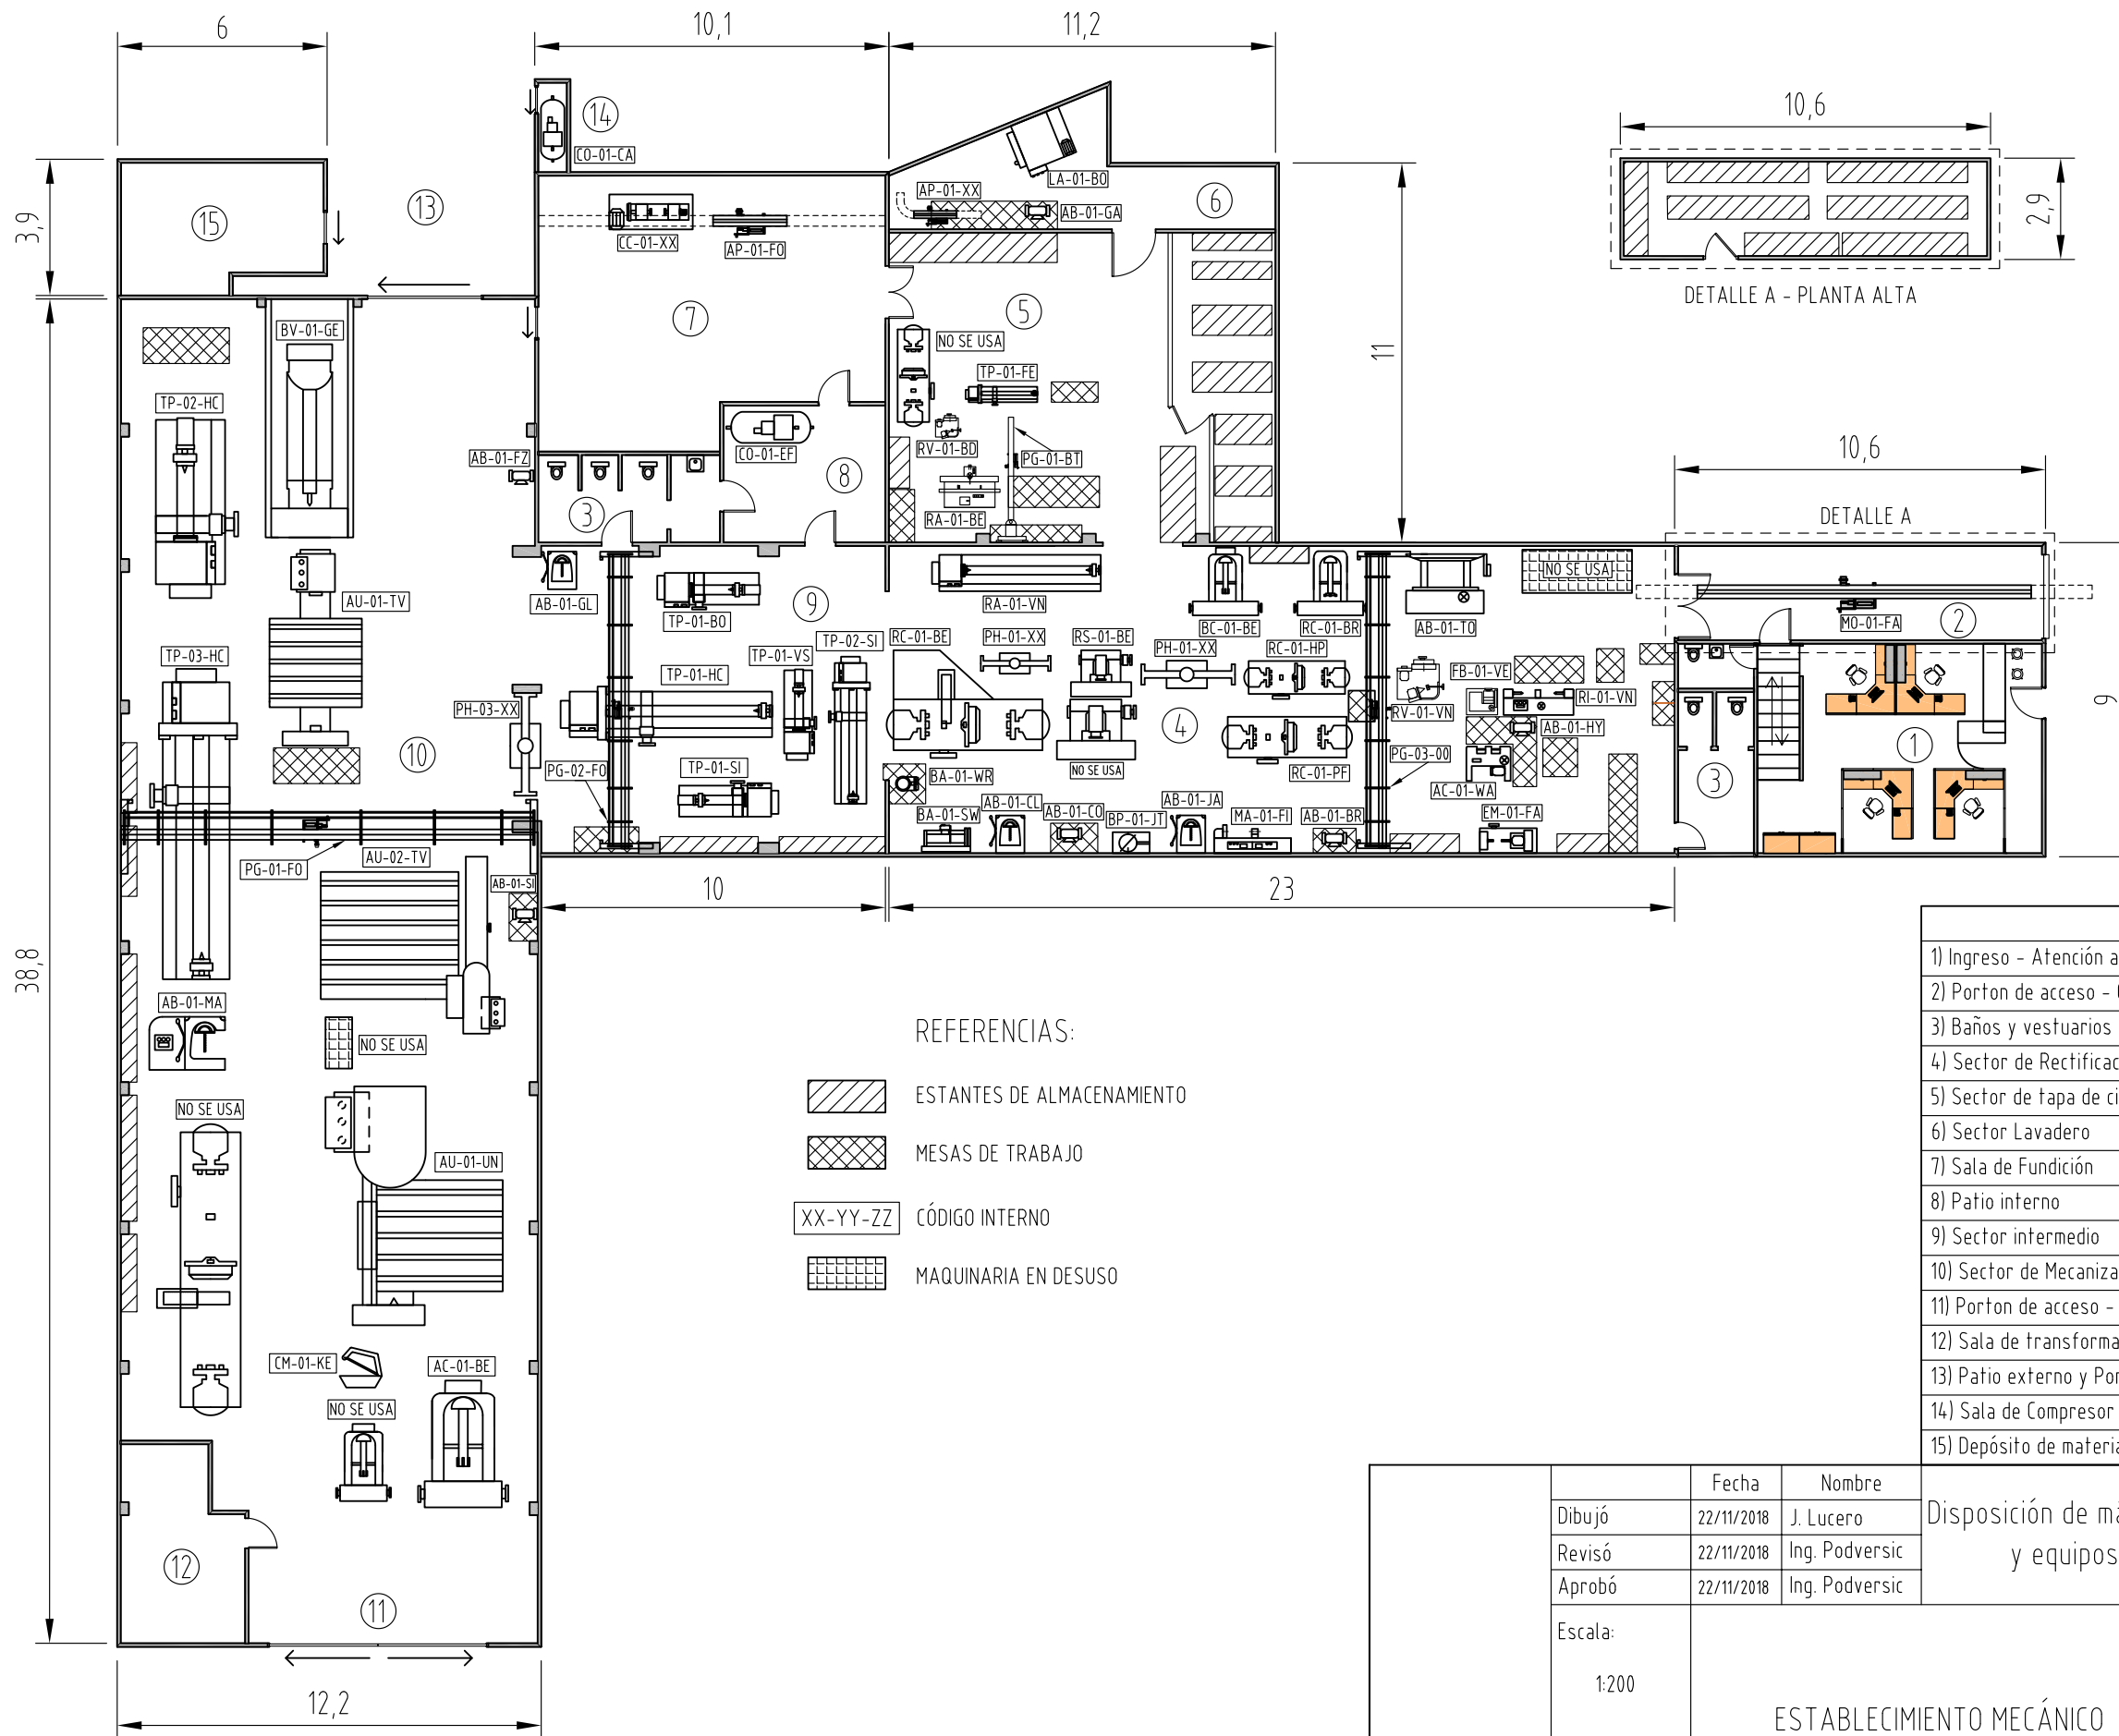 6
10,1
11,2
10,6
3,9
14
CO-01-CA
LA-01-BO
AP-01-XX
AB-01-GA
6
15
13
CC-01-XX
AP-01-FO
2,9
DETALLE A - PLANTA ALTA
7
5
11
BV-01-GE
NO SE USA
TP-01-FE
TP-02-HC
CO-01-EF
RV-01-BD
PG-01-BT
AB-01-FZ
8
10,6
3
RA-01-BE
DETALLE A
NO SE USA
AB-01-GL
AU-01-TV
TP-01-BO
9
RA-01-VN
BC-01-BE
RC-01-BR
AB-01-TO
MO-01-FA
2
TP-03-HC
TP-01-HC
TP-01-VS
TP-02-SI
RC-01-BE
PH-01-XX
RS-01-BE
PH-01-XX
RC-01-HP
FB-01-VE
RI-01-VN
RV-01-VN
9
PH-03-XX
10
4
AB-01-HY
1
PG-02-FO
TP-01-SI
BA-01-WR
NO SE USA
RC-01-PF
PG-03-00
AC-01-WA
3
BA-01-SW
AB-01-CL
AB-01-CO
BP-01-JT
AB-01-JA
MA-01-FI
AB-01-BR
EM-01-FA
PG-01-FO
AU-02-TV
AB-01-SI
10
23
38,8
AB-01-MA
NO SE USA
NO SE USA
AU-01-UN
CM-01-KE
AC-01-BE
NO SE USA
12
11
12,2
REFERENCIAS:
ESTANTES DE ALMACENAMIENTO
MESAS DE TRABAJO
XX-YY-ZZ CÓDIGO INTERNO
MAQUINARIA EN DESUSO
1) Ingreso - Atención a
2) Porton de acceso -
3) Baños y vestuarios
4) Sector de Rectificac
5) Sector de tapa de ci
6) Sector Lavadero
7) Sala de Fundición
8) Patio interno
9) Sector intermedio
10) Sector de Mecaniza
11) Porton de acceso -
12) Sala de transforma
13) Patio externo y Por
14) Sala de Compresor
15) Depósito de materia
Fecha Nombre
Dibujó 22/11/2018 J. Lucero
Revisó 22/11/2018 Ing. Podversic
Aprobó 22/11/2018 Ing. Podversic
Disposición de má
y equipos
Escala:
1:200
ESTABLECIMIENTO MECÁNICO